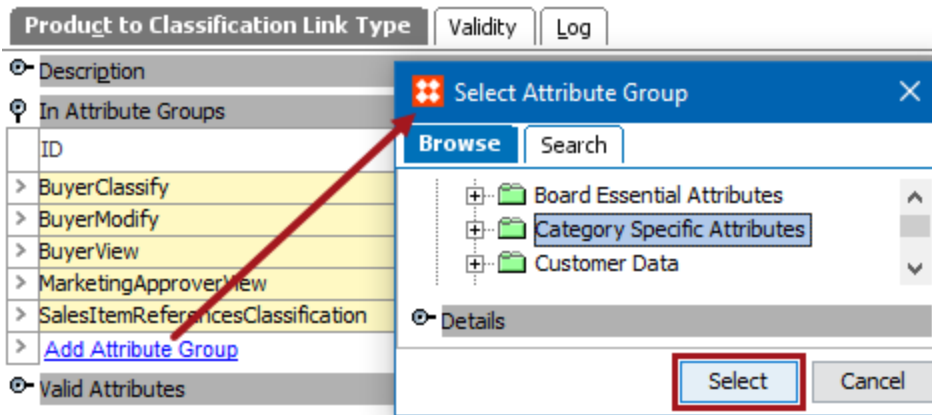 Product to Classification Link Type
Validity
Log
Description
In Attribute Groups
ID
BuyerClassify
BuyerModify
BuyerView
MarketingApproverView
SalesItemReferencesClassification
Add Attribute Group
Valid Attributes
Select Attribute Group
Browse
Search
Board Essential Attributes
Category Specific Attributes
Customer Data
Details
Select
Cancel